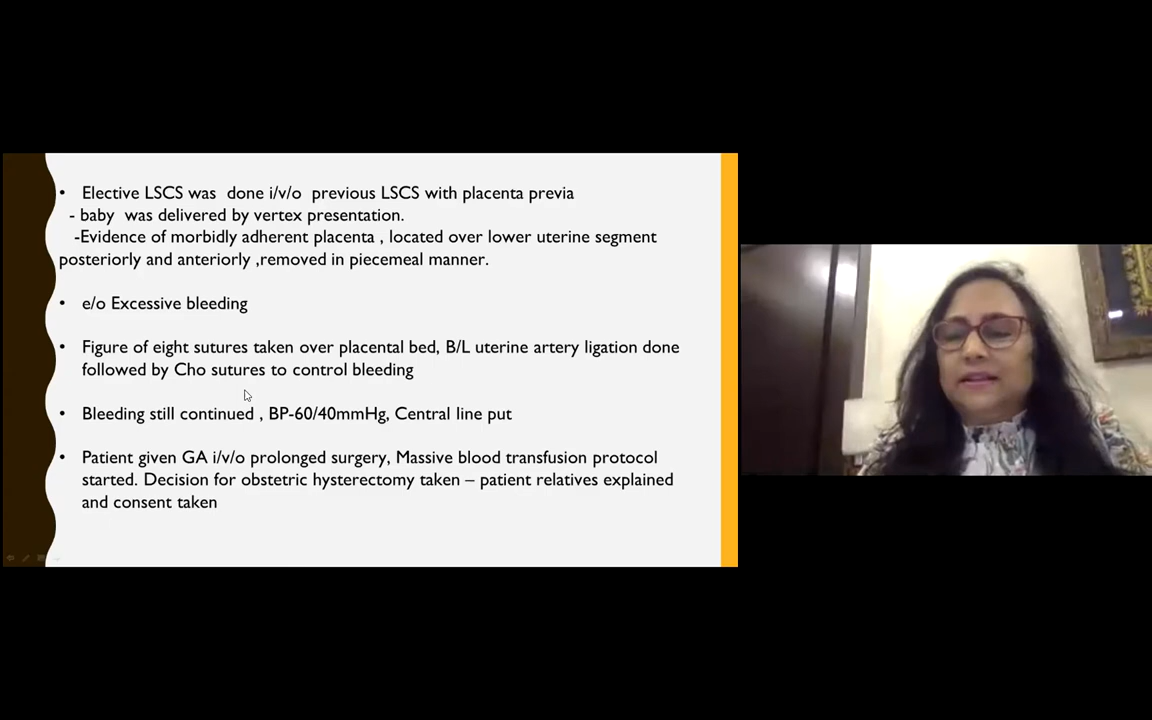 • Elective LSCS was done i/v/o previous LSCS with placenta previa
- baby was delivered by vertex presentation.
-Evidence of morbidly adherent placenta , located over lower uterine segment
posteriorly and anteriorly ,removed in piecemeal manner.
• e/o Excessive bleeding
• Figure of eight sutures taken over placental bed, B/L uterine artery ligation done
followed by Cho sutures to control bleeding
• Bleeding still continued , BP-60/40mmHg, Central line put
• Patient given GA i/v/o prolonged surgery, Massive blood transfusion protocol
started. Decision for obstetric hysterectomy taken – patient relatives explained
and consent taken